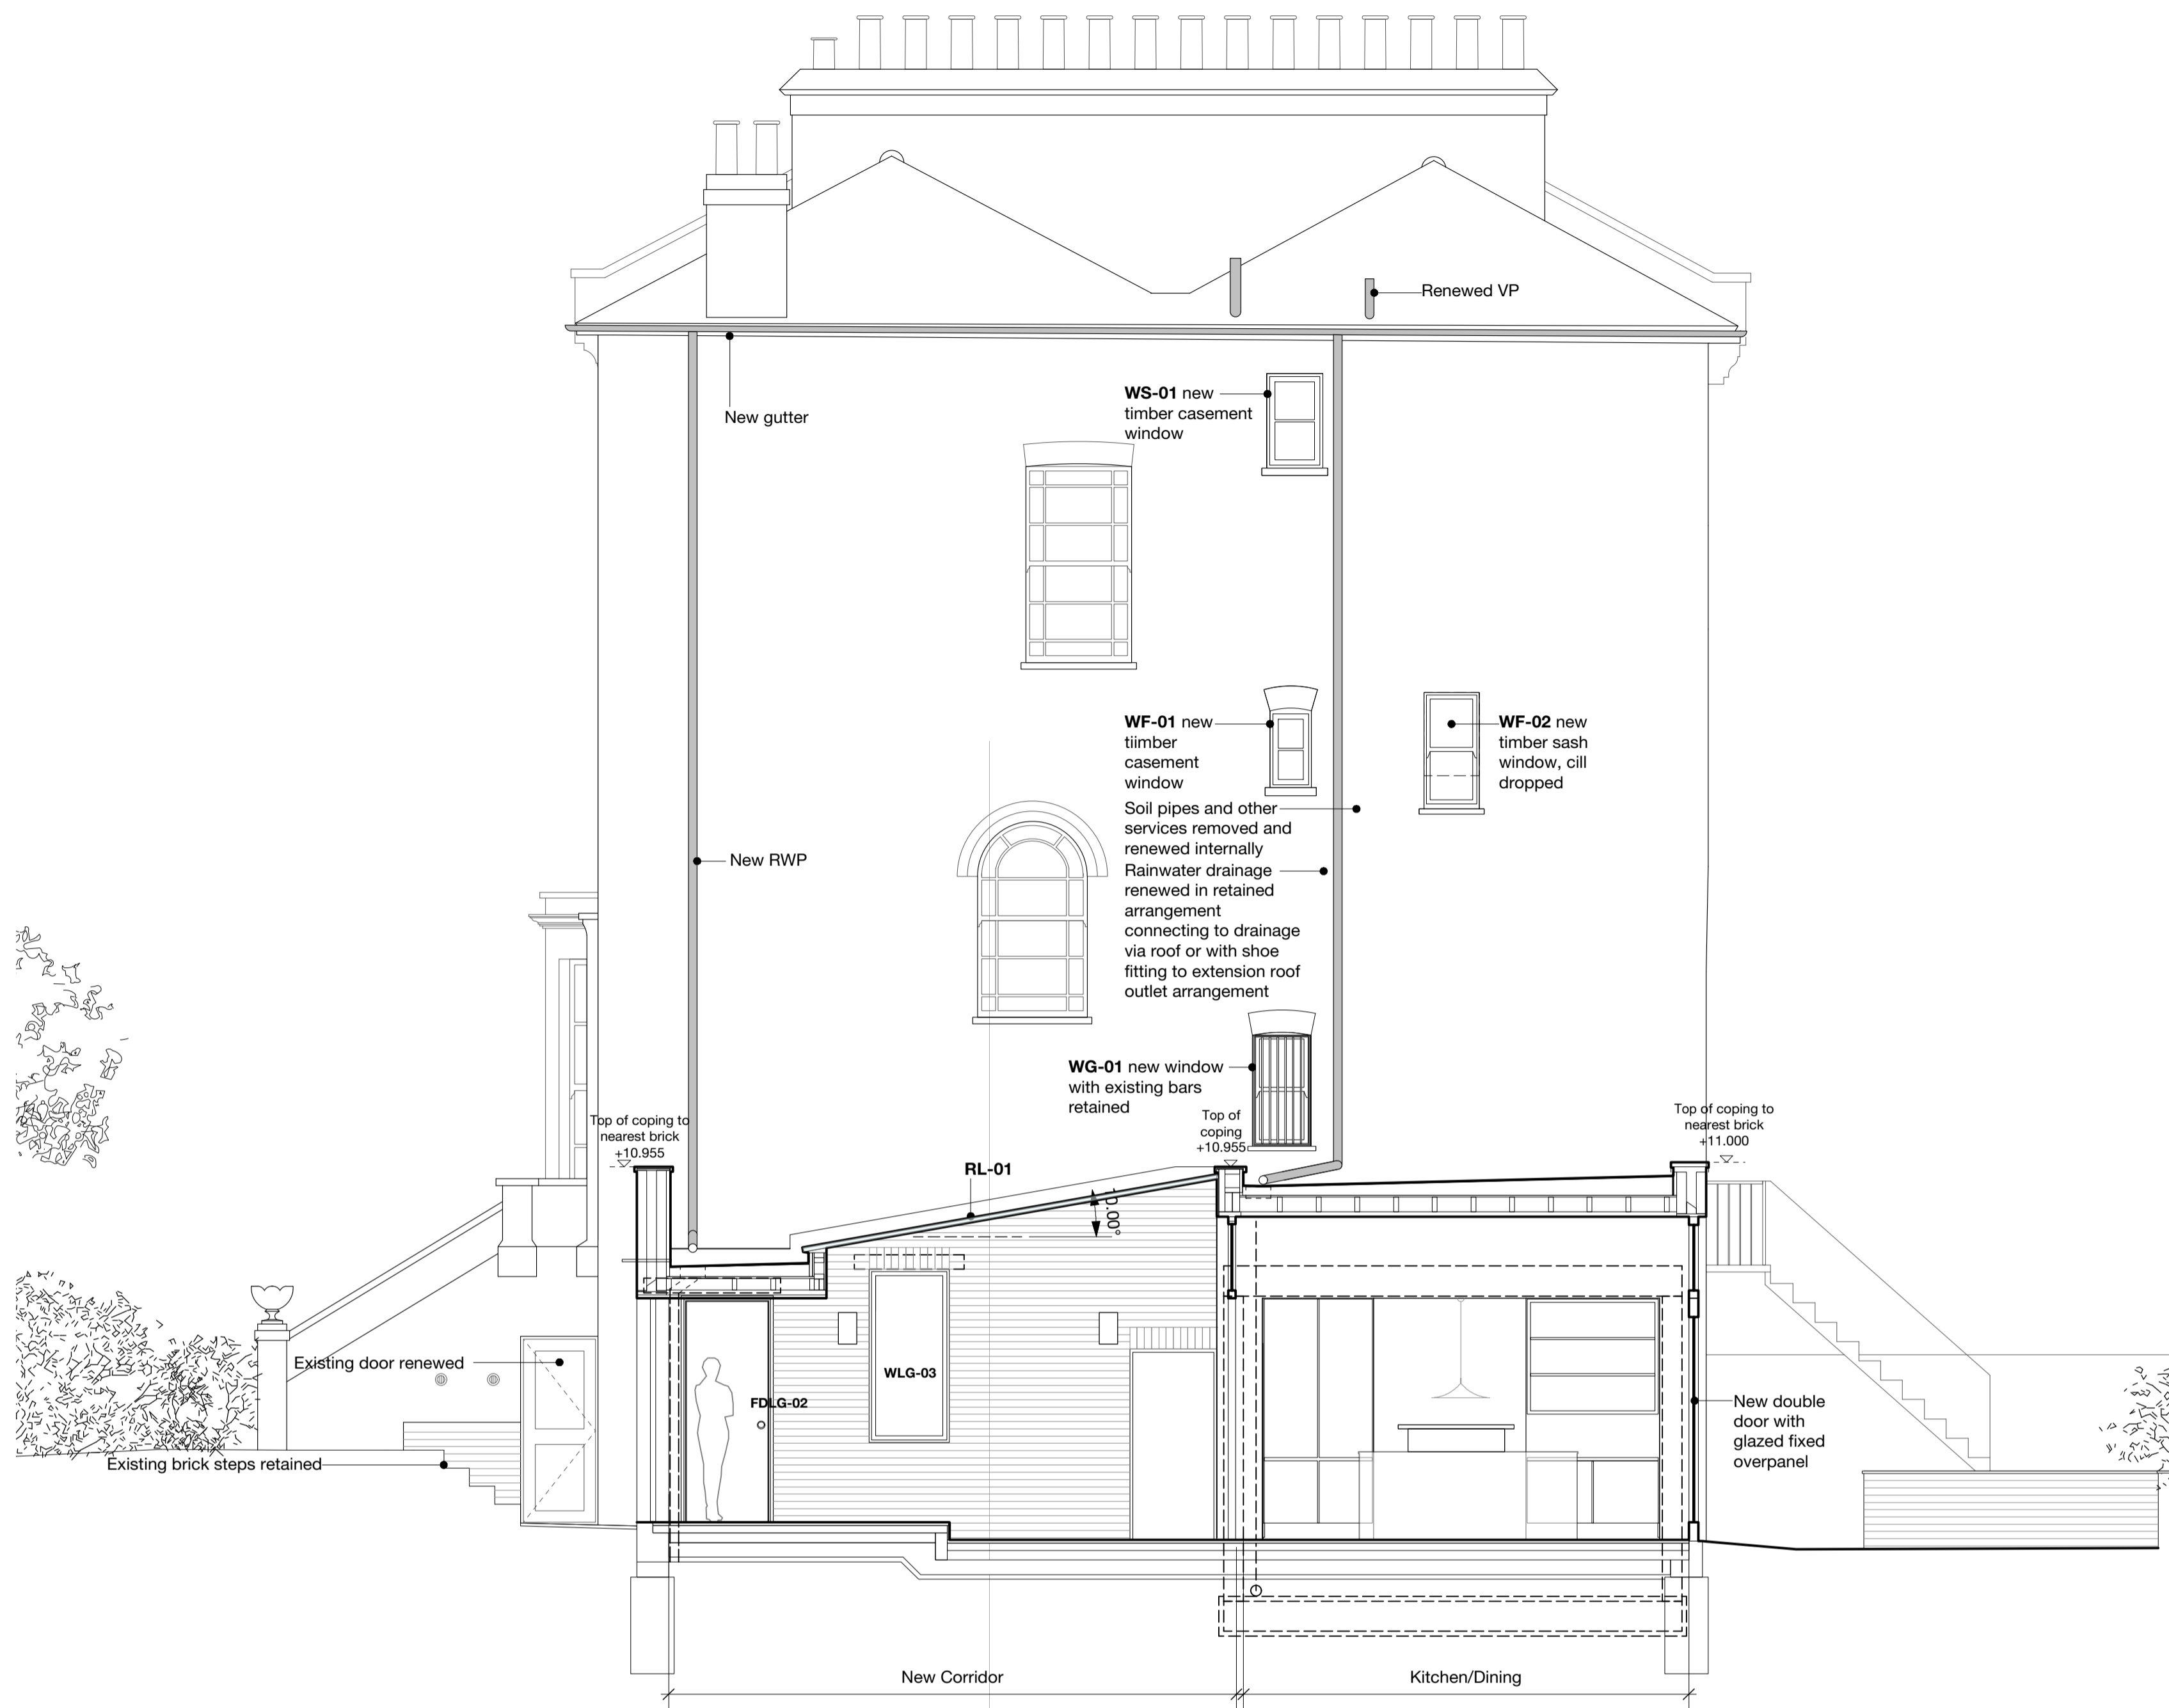 Renewed VP
New gutter
WS-01 new
timber casement
window
WF-01 new
tiimber
casement
window
WF-02 new
timber sash
window, cill
dropped
Soil pipes and other
services removed and
renewed internally
Rainwater drainage
renewed in retained
arrangement
connecting to drainage
via roof or with shoe
fitting to extension roof
outlet arrangement
New RWP
WG-01 new window
with existing bars
retained
Top of coping to
nearest brick
+10.955
Top of
coping
+10.955
Top of coping to
nearest brick
+11.000
RL-01
Existing door renewed
WLG-03
FDLG-02
New double
door with
glazed fixed
overpanel
Existing brick steps retained
New Corridor
Kitchen/Dining